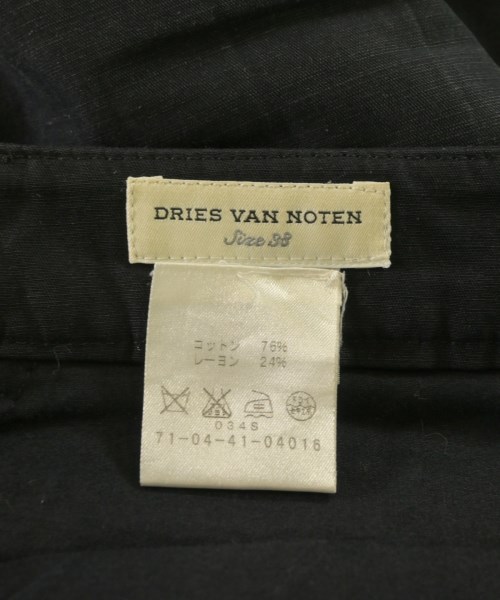 DRIES VAN NOTEN
Size 38
コットン 76%
レーヨン 24%
034S
71-04-41-04016